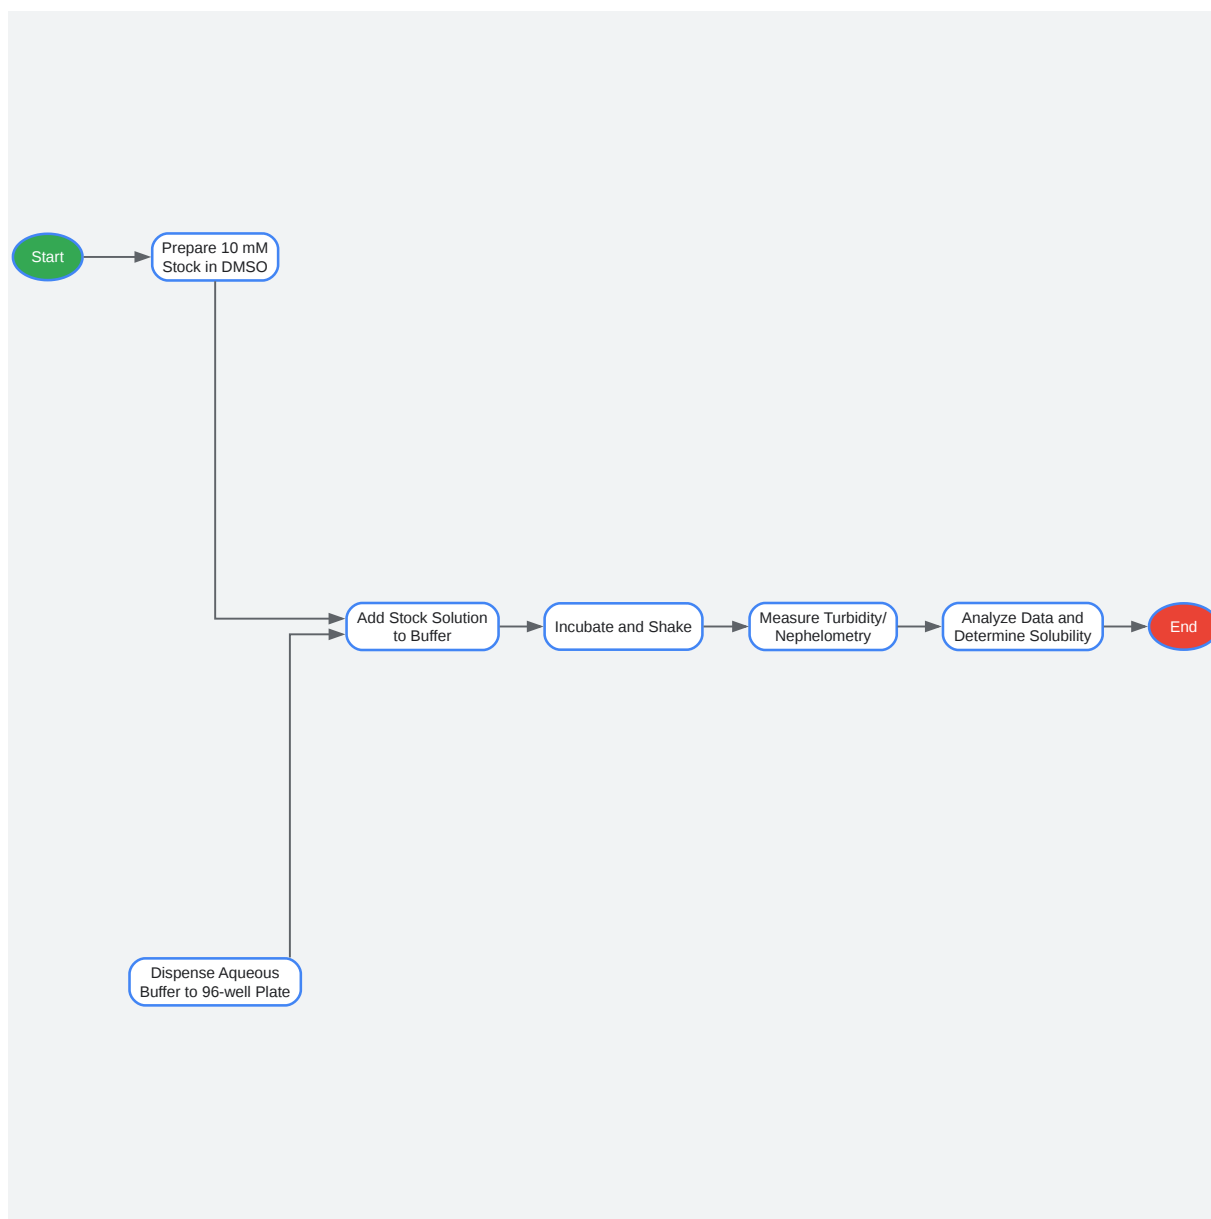 Start
Prepare 10 mM
Stock in DMSO
Add Stock Solution
to Buffer
Incubate and Shake
Measure Turbidity/
Nephelometry
Analyze Data and
Determine Solubility
End
Dispense Aqueous
Buffer to 96-well Plate